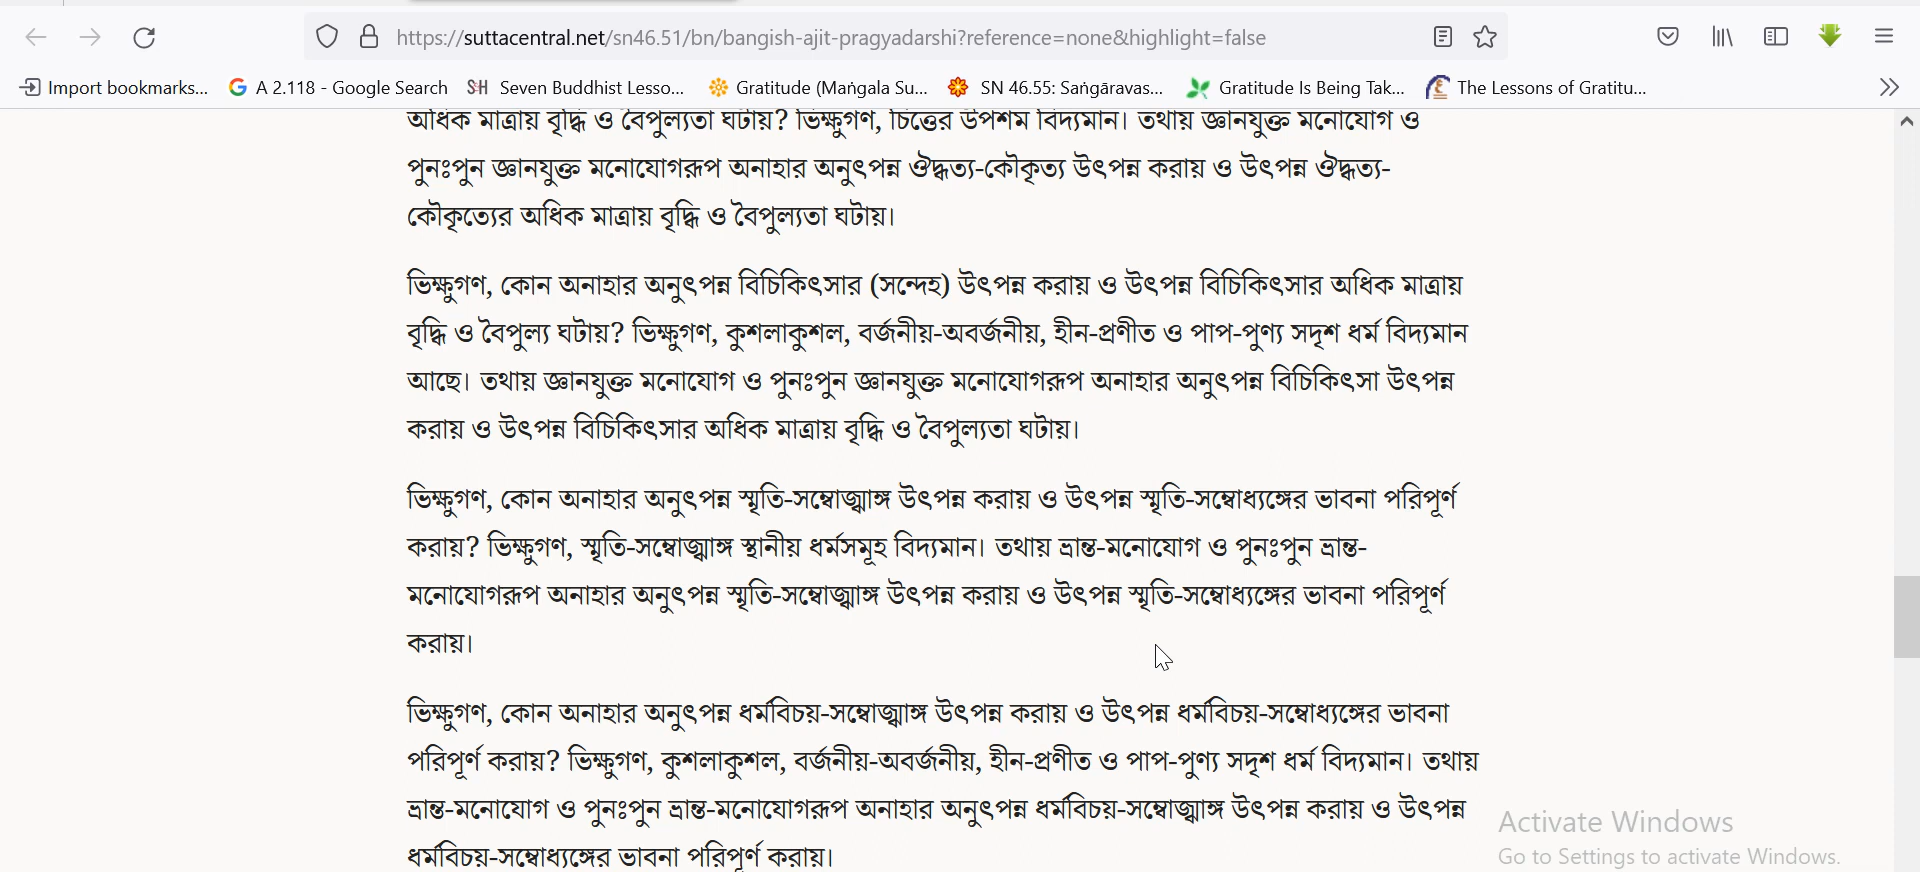 https://suttacentral.net/sn46.51/bn/bangish-ajit-pragyadarshi?reference=none&highlight=false
Import bookmarks... A 2.118 - Google Search Seven Buddhist Lesso... Gratitude (Maṅgala Su... SN 46.55: Saṅgāravas... Gratitude Is Being Tak... The Lessons of Gratitu...
অধিক মাত্রায় বৃদ্ধি ও বৈপুল্যতা ঘটায়? ভিক্ষুগণ, চিত্তের উপশম বিদ্যমান। তথায় জ্ঞানযুক্ত মনোযোগ ও
পুনঃপুন জ্ঞানযুক্ত মনোযোগরূপ অনাহার অনুৎপন্ন ঔদ্ধত্য-কৌকৃত্য উৎপন্ন করায় ও উৎপন্ন ঔদ্ধত্য-
কৌকৃত্যের অধিক মাত্রায় বৃদ্ধি ও বৈপুল্যতা ঘটায়।
ভিক্ষুগণ, কোন অনাহার অনুৎপন্ন বিচিকিৎসার (সন্দেহ) উৎপন্ন করায় ও উৎপন্ন বিচিকিৎসার অধিক মাত্রায়
বৃদ্ধি ও বৈপুল্য ঘটায়? ভিক্ষুগণ, কুশলাকুশল, বর্জনীয়-অবর্জনীয়, হীন-প্রণীত ও পাপ-পুণ্য সদৃশ ধর্ম বিদ্যমান
আছে। তথায় জ্ঞানযুক্ত মনোযোগ ও পুনঃপুন জ্ঞানযুক্ত মনোযোগরূপ অনাহার অনুৎপন্ন বিচিকিৎসা উৎপন্ন
করায় ও উৎপন্ন বিচিকিৎসার অধিক মাত্রায় বৃদ্ধি ও বৈপুল্যতা ঘটায়।
ভিক্ষুগণ, কোন অনাহার অনুৎপন্ন স্মৃতি-সম্বোজ্ঝাঙ্গ উৎপন্ন করায় ও উৎপন্ন স্মৃতি-সম্বোধ্যঙ্গের ভাবনা পরিপূর্ণ
করায়? ভিক্ষুগণ, স্মৃতি-সম্বোজ্ঝাঙ্গ স্থানীয় ধর্মসমূহ বিদ্যমান। তথায় ভ্রান্ত-মনোযোগ ও পুনঃপুন ভ্রান্ত-
মনোযোগরূপ অনাহার অনুৎপন্ন স্মৃতি-সম্বোজ্ঝাঙ্গ উৎপন্ন করায় ও উৎপন্ন স্মৃতি-সম্বোধ্যঙ্গের ভাবনা পরিপূর্ণ
করায়।
ভিক্ষুগণ, কোন অনাহার অনুৎপন্ন ধর্মবিচয়-সম্বোজ্ঝাঙ্গ উৎপন্ন করায় ও উৎপন্ন ধর্মবিচয়-সম্বোধ্যঙ্গের ভাবনা
পরিপূর্ণ করায়? ভিক্ষুগণ, কুশলাকুশল, বর্জনীয়-অবর্জনীয়, হীন-প্রণীত ও পাপ-পুণ্য সদৃশ ধর্ম বিদ্যমান। তথায়
ভ্রান্ত-মনোযোগ ও পুনঃপুন ভ্রান্ত-মনোযোগরূপ অনাহার অনুৎপন্ন ধর্মবিচয়-সম্বোজ্ঝাঙ্গ উৎপন্ন করায় ও উৎপন্ন
ধর্মবিচয়-সম্বোধ্যঙ্গের ভাবনা পরিপূর্ণ করায়।
Activate Windows
Go to Settings to activate Windows.